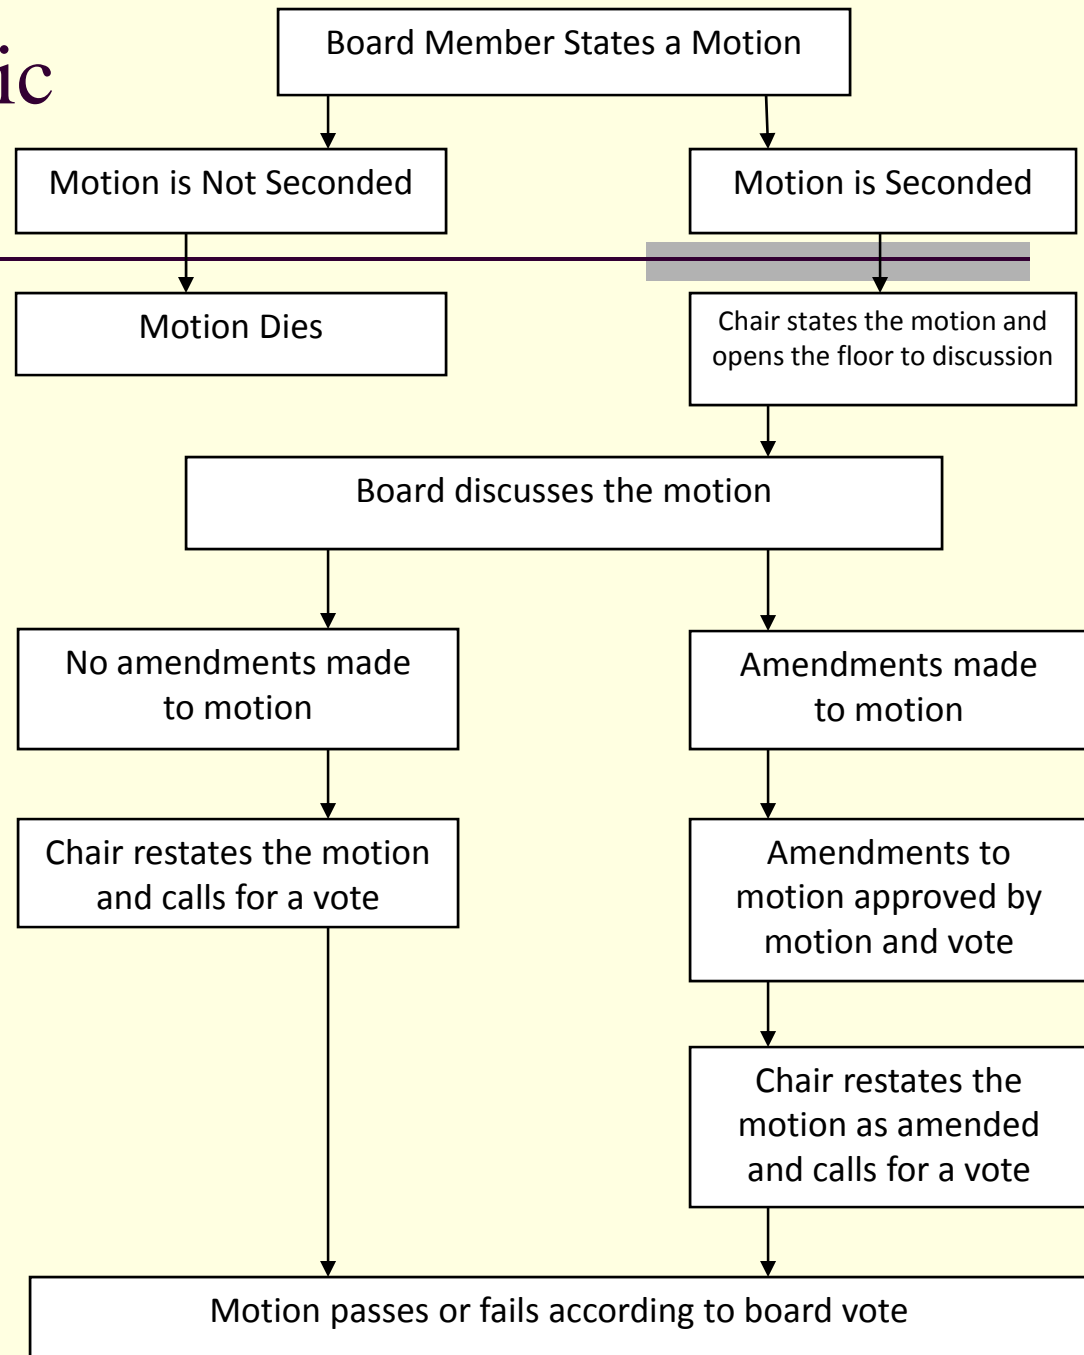 ic
Board Member States a Motion
Motion is Not Seconded
Motion is Seconded
Motion Dies
Chair states the motion and
opens the floor to discussion
Board discusses the motion
No amendments made
to motion
Amendments made
to motion
Chair restates the motion
and calls for a vote
Amendments to
motion approved by
motion and vote
Chair restates the
motion as amended
and calls for a vote
Motion passes or fails according to board vote